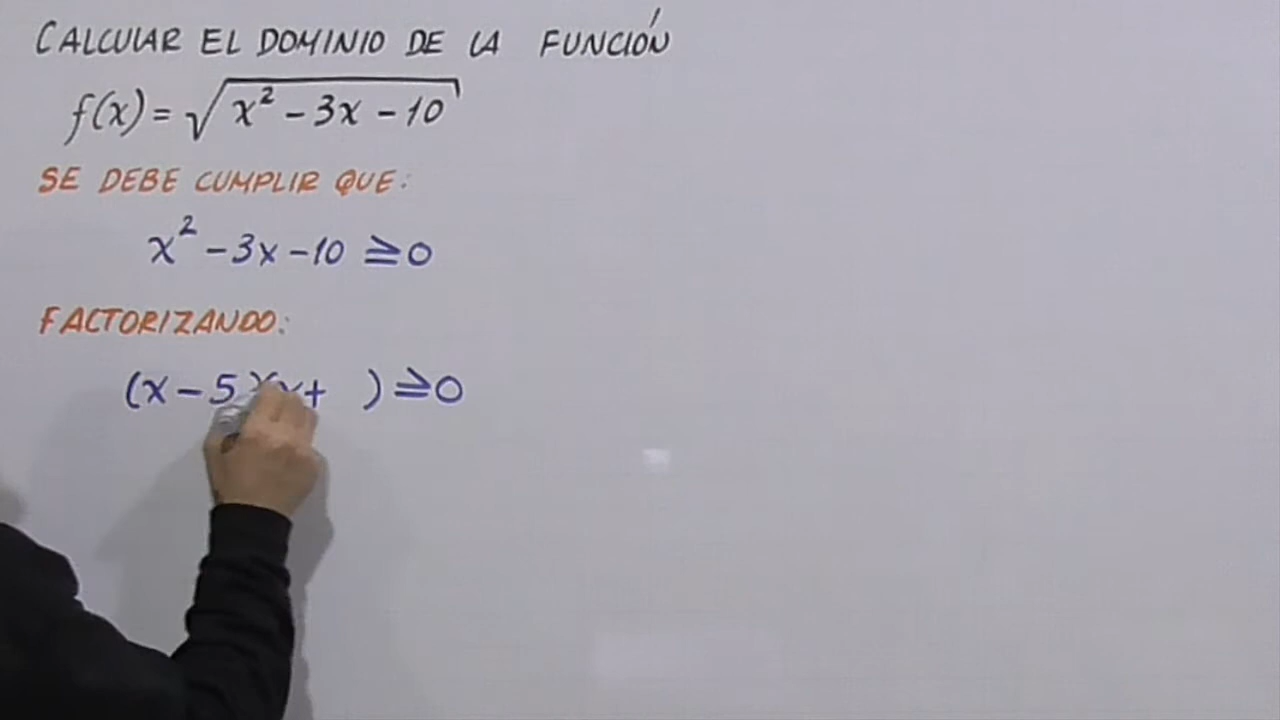 CALCULAR EL DOMINIO DE LA FUNCIÓN
f(x) = √(x² - 3x - 10)
SE DEBE CUMPLIR QUE:
x² - 3x - 10 ≥ 0
FACTORIZANDO:
(x - 5)(x + ) ≥ 0